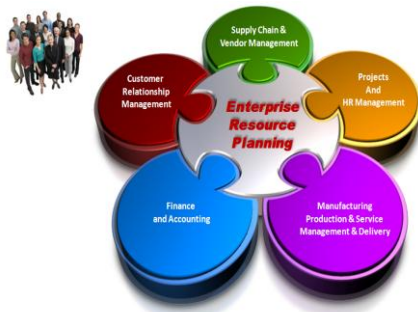 Supply Chain &
Vendor Management
Customer
Relationship
Management
Projects
And
HR Management
Enterprise
Resource
Planning
Finance
and Accounting
Manufacturing
Production & Service
Management & Delivery